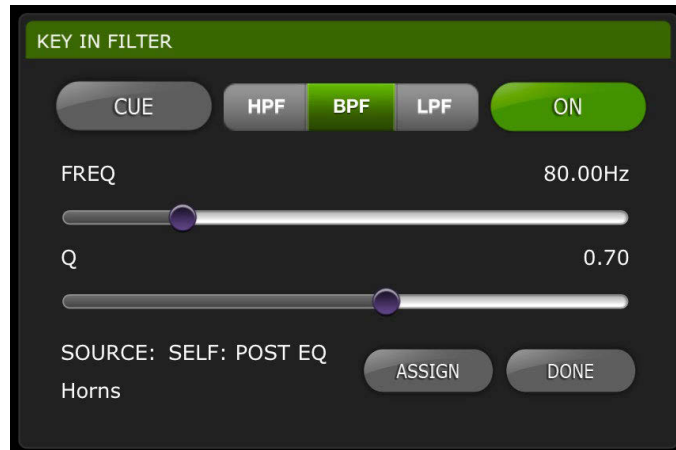 KEY IN FILTER
CUE HPF BPF LPF ON
FREQ 80.00Hz
Q 0.70
SOURCE: SELF: POST EQ
ASSIGN DONE
Horns